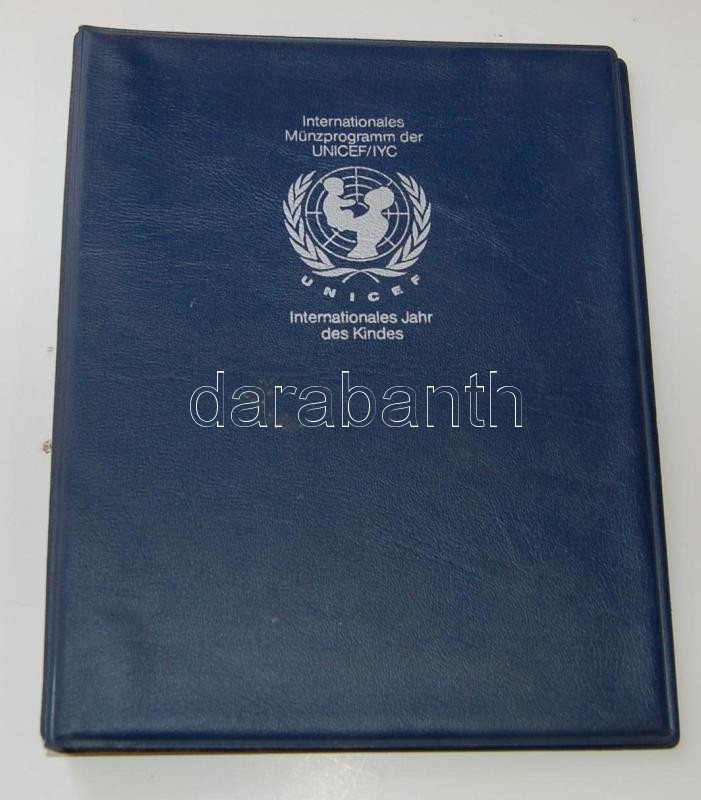 Internationales
Münzprogramm der
UNICEF/IYC
UNICEF
Internationales Jahr
des Kindes
darabanth